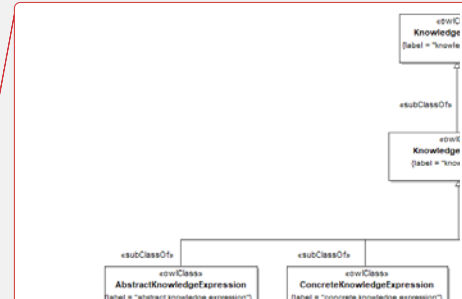 «owlCl
Knowledge
{label = "knowle
«subClassOf»
«owlC
Knowledge
{label = "know
«subClassOf»
«subClassOf»
«owlClass»
«owlClass»
AbstractKnowledgeExpression
ConcreteKnowledgeExpression
{label = "abstract knowledge expression"}
{label = "concrete knowledge expression"}